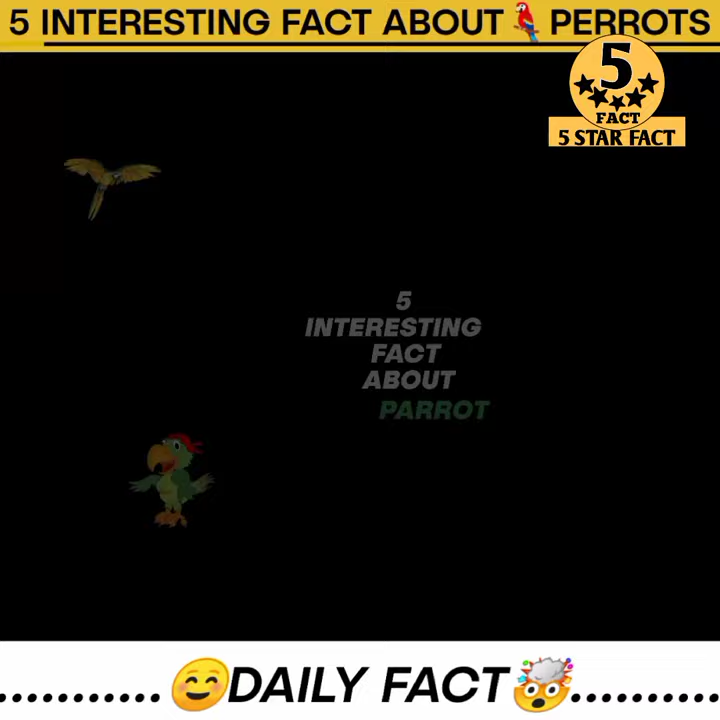 5 INTERESTING FACT ABOUT🦜PERROTS
5
FACT
5 STAR FACT
5
INTERESTING
FACT
ABOUT
PARROT
...........😊DAILY FACT🤯...........